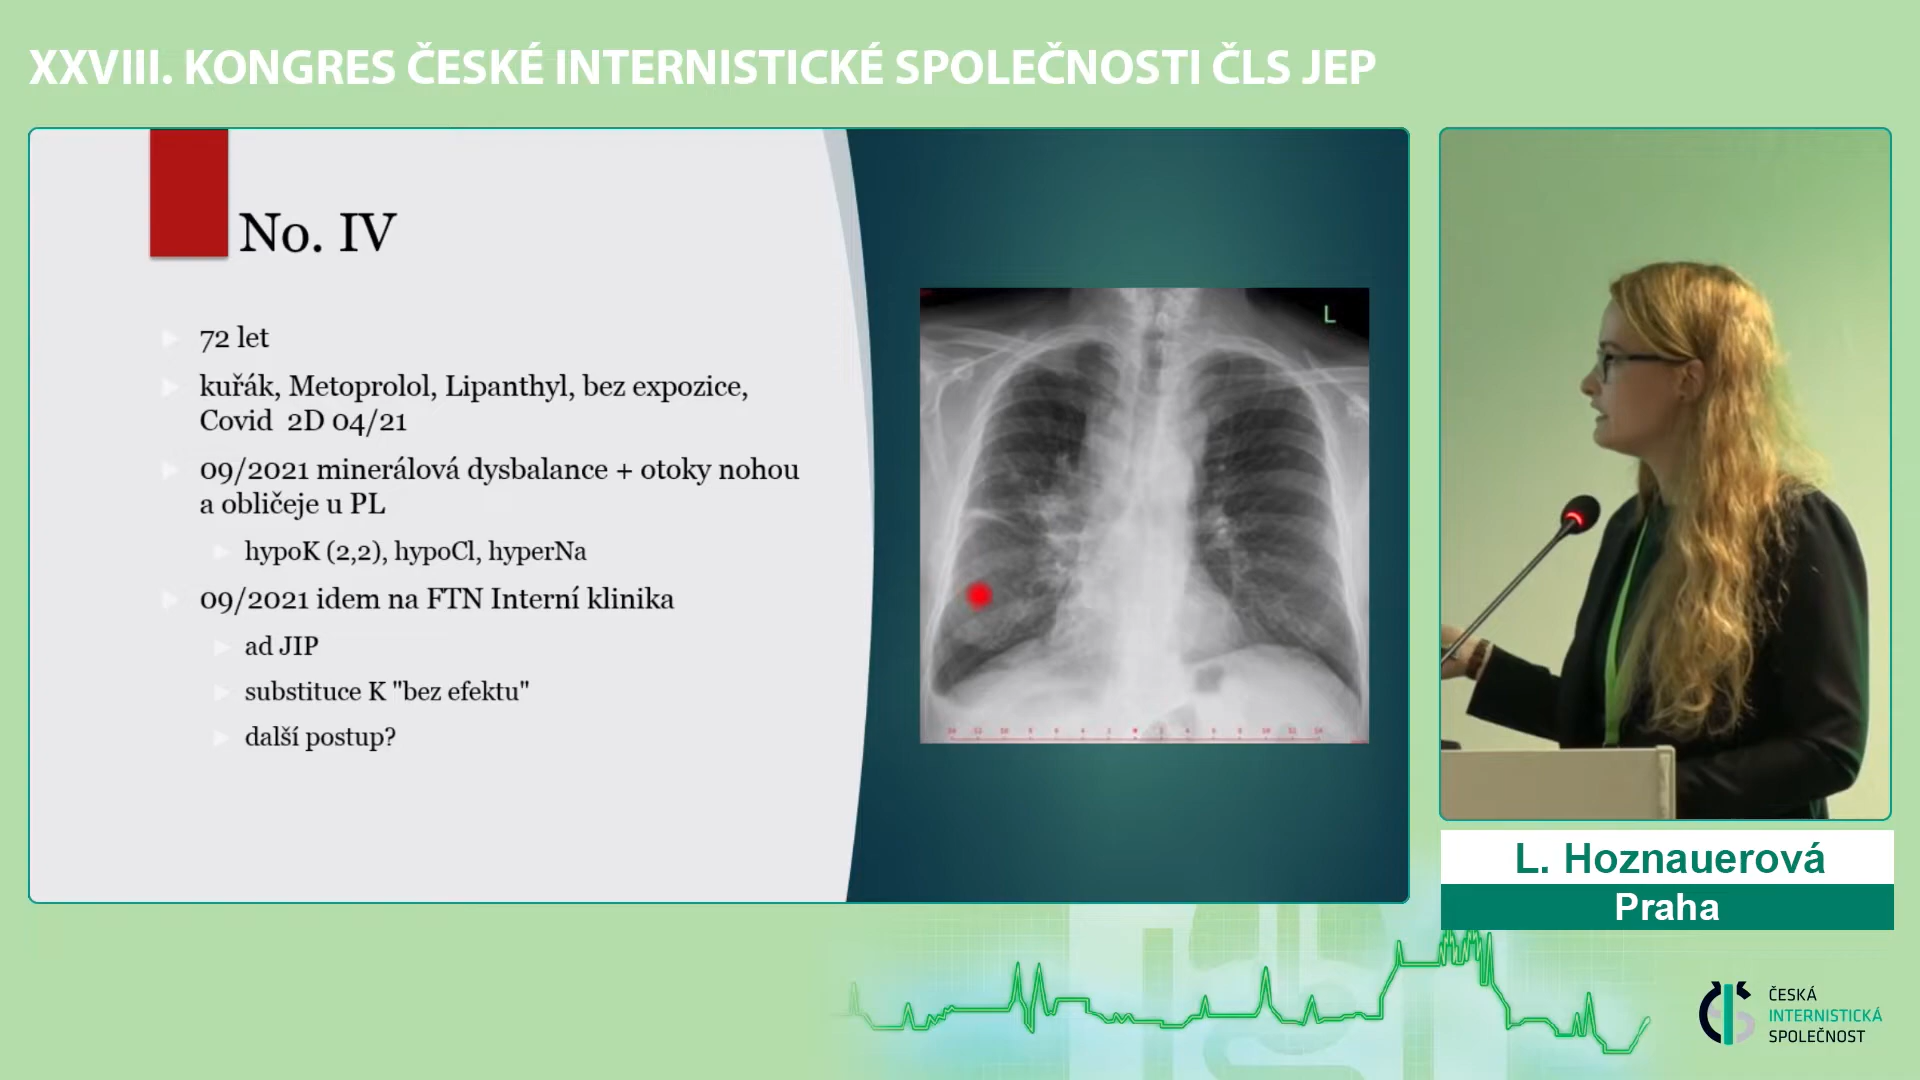 XXVIII. KONGRES ČESKÉ INTERNISTICKÉ SPOLEČNOSTI ČLS JEP
No. IV
72 let
kuřák, Metoprolol, Lipanthyl, bez expozice,
Covid 2D 04/21
09/2021 minerálová dysbalance + otoky nohou
a obličeje u PL
hypoK (2,2), hypoCl, hyperNa
09/2021 idem na FTN Interní klinika
ad JIP
substituce K "bez efektu"
další postup?
L
L. Hoznauerová
Praha
ČESKÁ
INTERNISTICKÁ
SPOLEČNOST